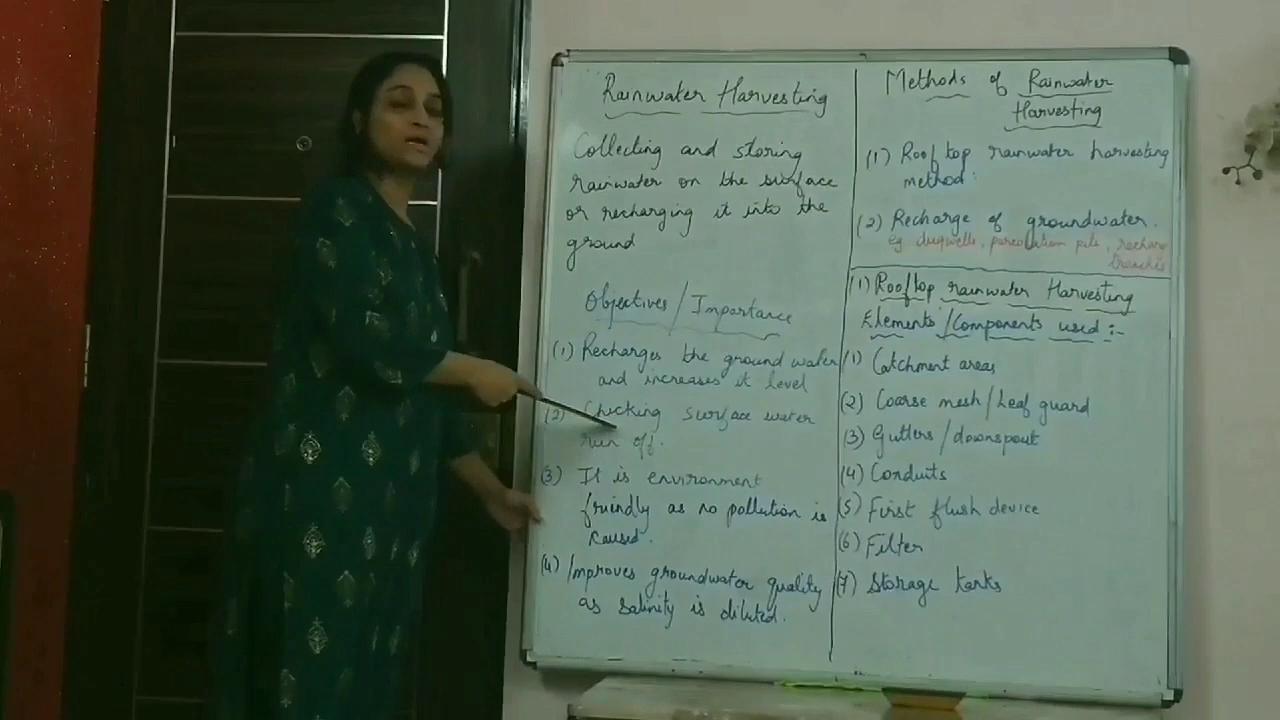 Rainwater Harvesting
Collecting and storing
rainwater on the surface
or recharging it into the
ground
Objectives / Importance
(1) Recharges the ground water
and increases it level
(2) Checking surface water
run off.
(3) It is environment
friendly as no pollution is
caused.
(4) Improves groundwater quality
as salinity is diluted.
Methods of Rainwater
Harvesting
(1) Roof top rainwater harvesting
method:
(2) Recharge of groundwater.
eg dugwells, percolation pits, recharge
trenches
(1) Rooftop rainwater Harvesting
Elements / Components used :-
(1) Catchment areas
(2) Coarse mesh / Leaf guard
(3) Gutters / downspout
(4) Conduits
(5) First flush device
(6) Filter
(7) Storage tanks